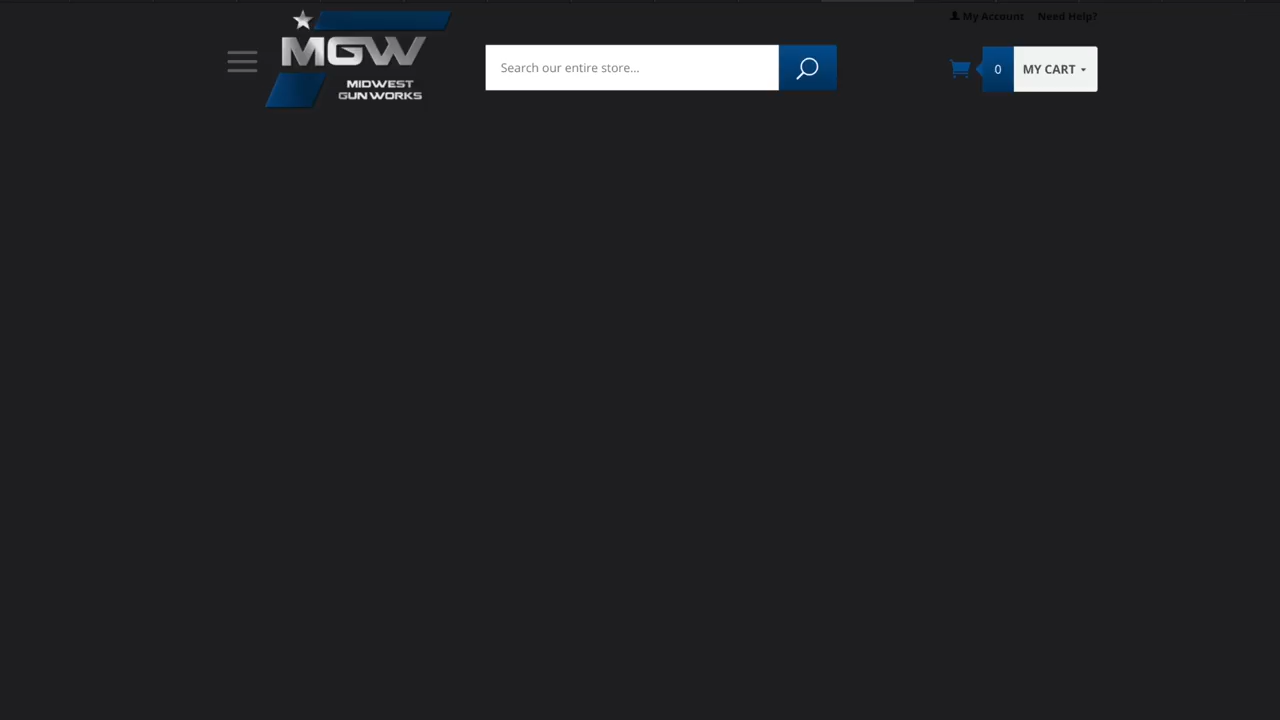 My Account Need Help?
MGW
MIDWEST
GUN WORKS
Search our entire store...
0 MY CART